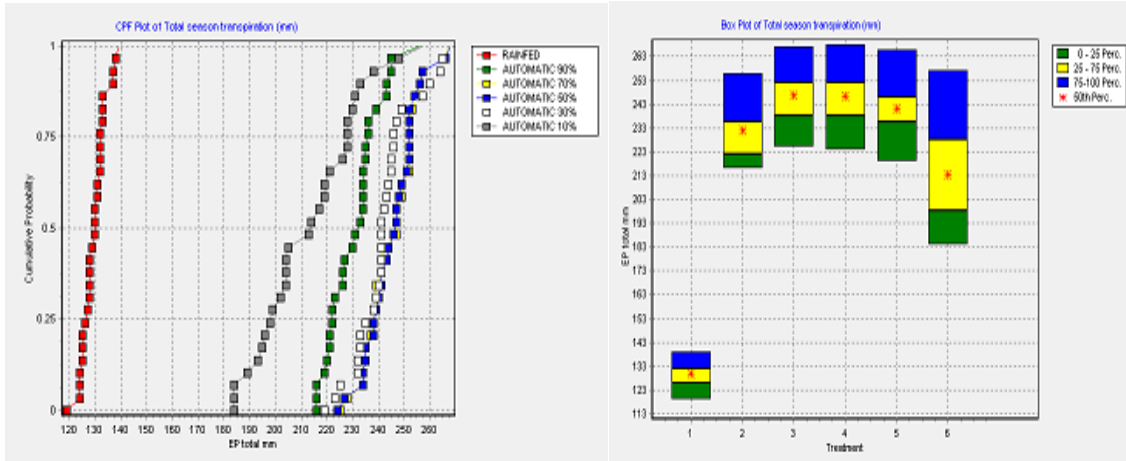 CPF Plot of Total season transpiration (mm)
1
0.75
0.5
0.25
0
Cumulative Probability
120 130 140 150 160 170 180 190 200 210 220 230 240 250 260
EP total mm
RAINFED
AUTOMATIC 90%
AUTOMATIC 70%
AUTOMATIC 50%
AUTOMATIC 30%
AUTOMATIC 10%
Box Plot of Total season transpiration (mm)
263
253
243
233
223
213
203
193
183
173
163
153
143
133
123
113
EP total mm
1 2 3 4 5 6
Treatment
0 - 25 Perc.
25 - 75 Perc.
75-100 Perc.
50th Perc.